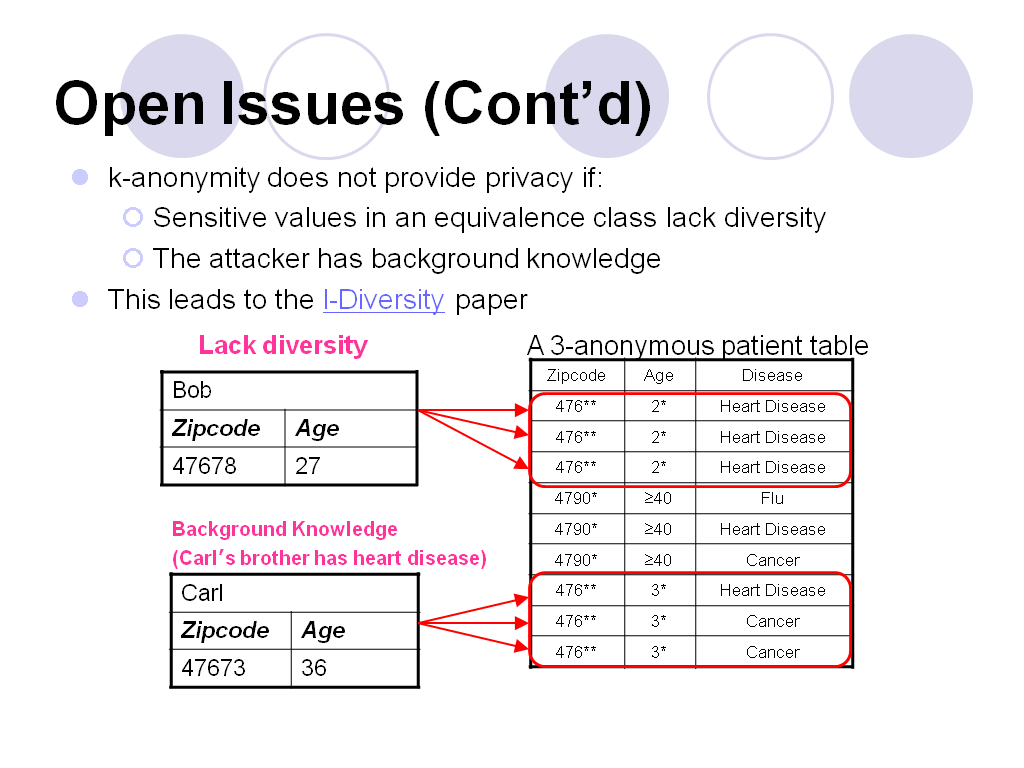 Open Issues (Cont’d)
k-anonymity does not provide privacy if:
Sensitive values in an equivalence class lack diversity
The attacker has background knowledge
This leads to the l-Diversity paper
Lack diversity
Bob
Zipcode Age
47678 27
Background Knowledge
(Carl’s brother has heart disease)
Carl
Zipcode Age
47673 36
A 3-anonymous patient table
Zipcode Age Disease
476** 2* Heart Disease
476** 2* Heart Disease
476** 2* Heart Disease
4790* ≥40 Flu
4790* ≥40 Heart Disease
4790* ≥40 Cancer
476** 3* Heart Disease
476** 3* Cancer
476** 3* Cancer